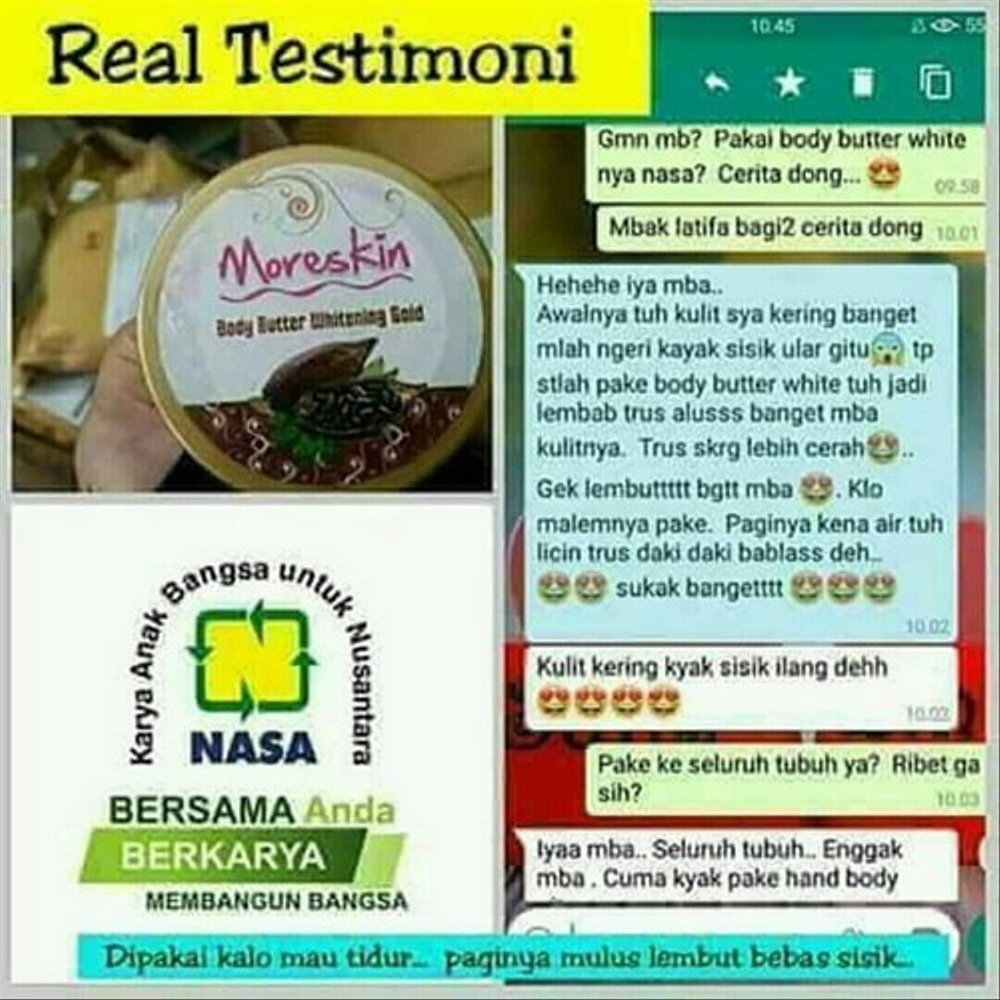 Real Testimoni
10.45
55
Gmn mb? Pakai body butter white
nya nasa? Cerita dong... 😍
09.58
Mbak latifa bagi2 cerita dong 10.01
Hehehe iya mba..
Awalnya tuh kulit sya kering banget
mlah ngeri kayak sisik ular gitu😱 tp
stlah pake body butter white tuh jadi
lembab trus alusss banget mba
kulitnya. Trus skrg lebih cerah😍..
Gek lembuttttt bgtt mba 😍. Klo
malemnya pake. Paginya kena air tuh
licin trus daki daki bablass deh..
😍😍 sukak bangetttt 😍😍😍
10.02
Kulit kering kyak sisik ilang dehh
😍😍😍😍
10.03
Pake ke seluruh tubuh ya? Ribet ga
sih?
10.03
Iyaa mba.. Seluruh tubuh.. Enggak
mba . Cuma kyak pake hand body
Moreskin
Body Butter Whitening Gold
Karya Anak Bangsa untuk Nusantara
N
NASA
BERSAMA Anda
BERKARYA
MEMBANGUN BANGSA
Dipakai kalo mau tidur... paginya mulus lembut bebas sisik...